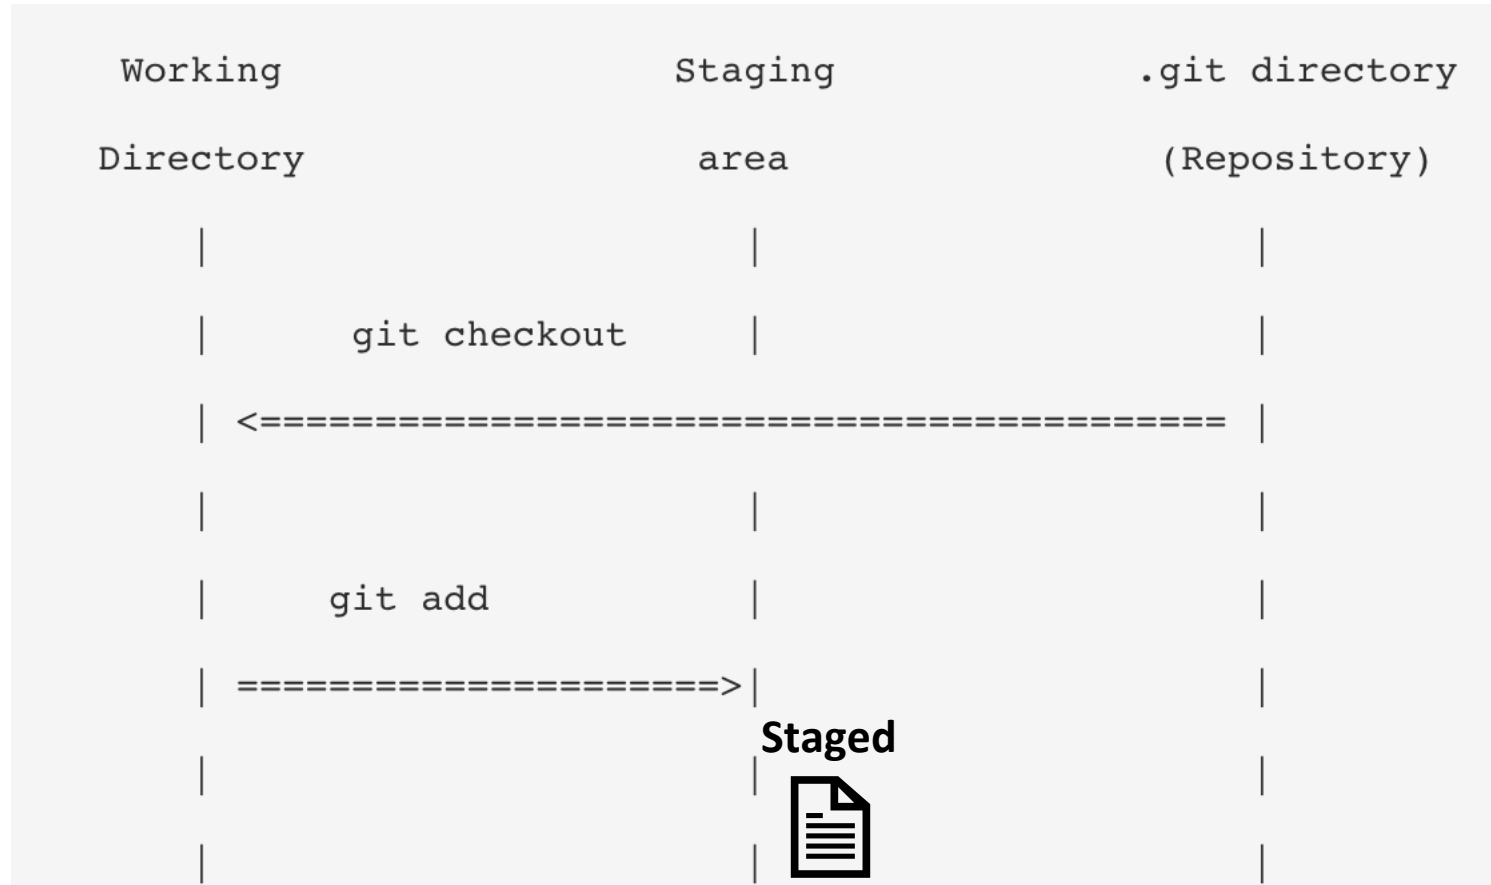 Working Staging .git directory
Directory area (Repository)
| | |
| git checkout | |
| <========================================== |
| | |
| git add | |
| =====================>| |
Staged
| | |
| | |